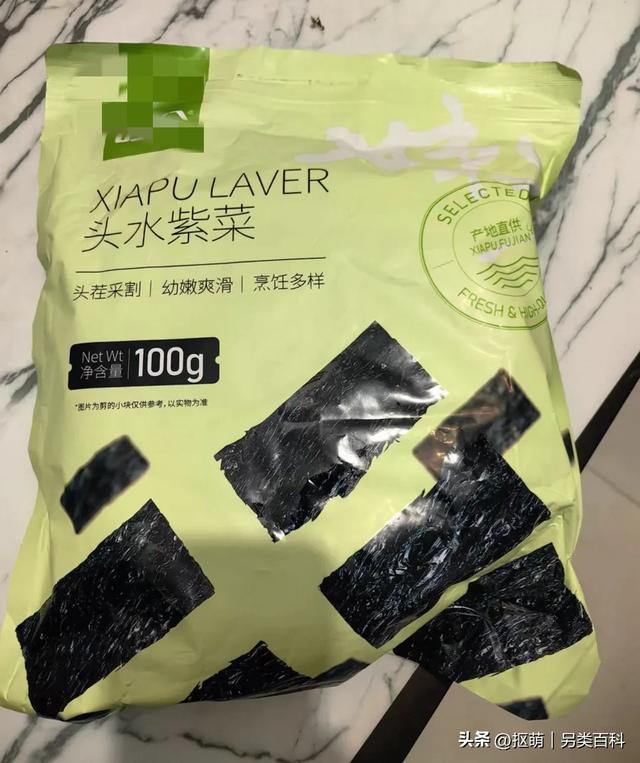 XIAPU LAVER
头水紫菜
头茬采割 | 幼嫩爽滑 | 烹饪多样
Net Wt
净含量
100g
*图片为剪的小块仅供参考,以实物为准
SELECTED
产地直供
XIAPU,FUJIAN
FRESH &
头条 @抠萌 | 另类百科